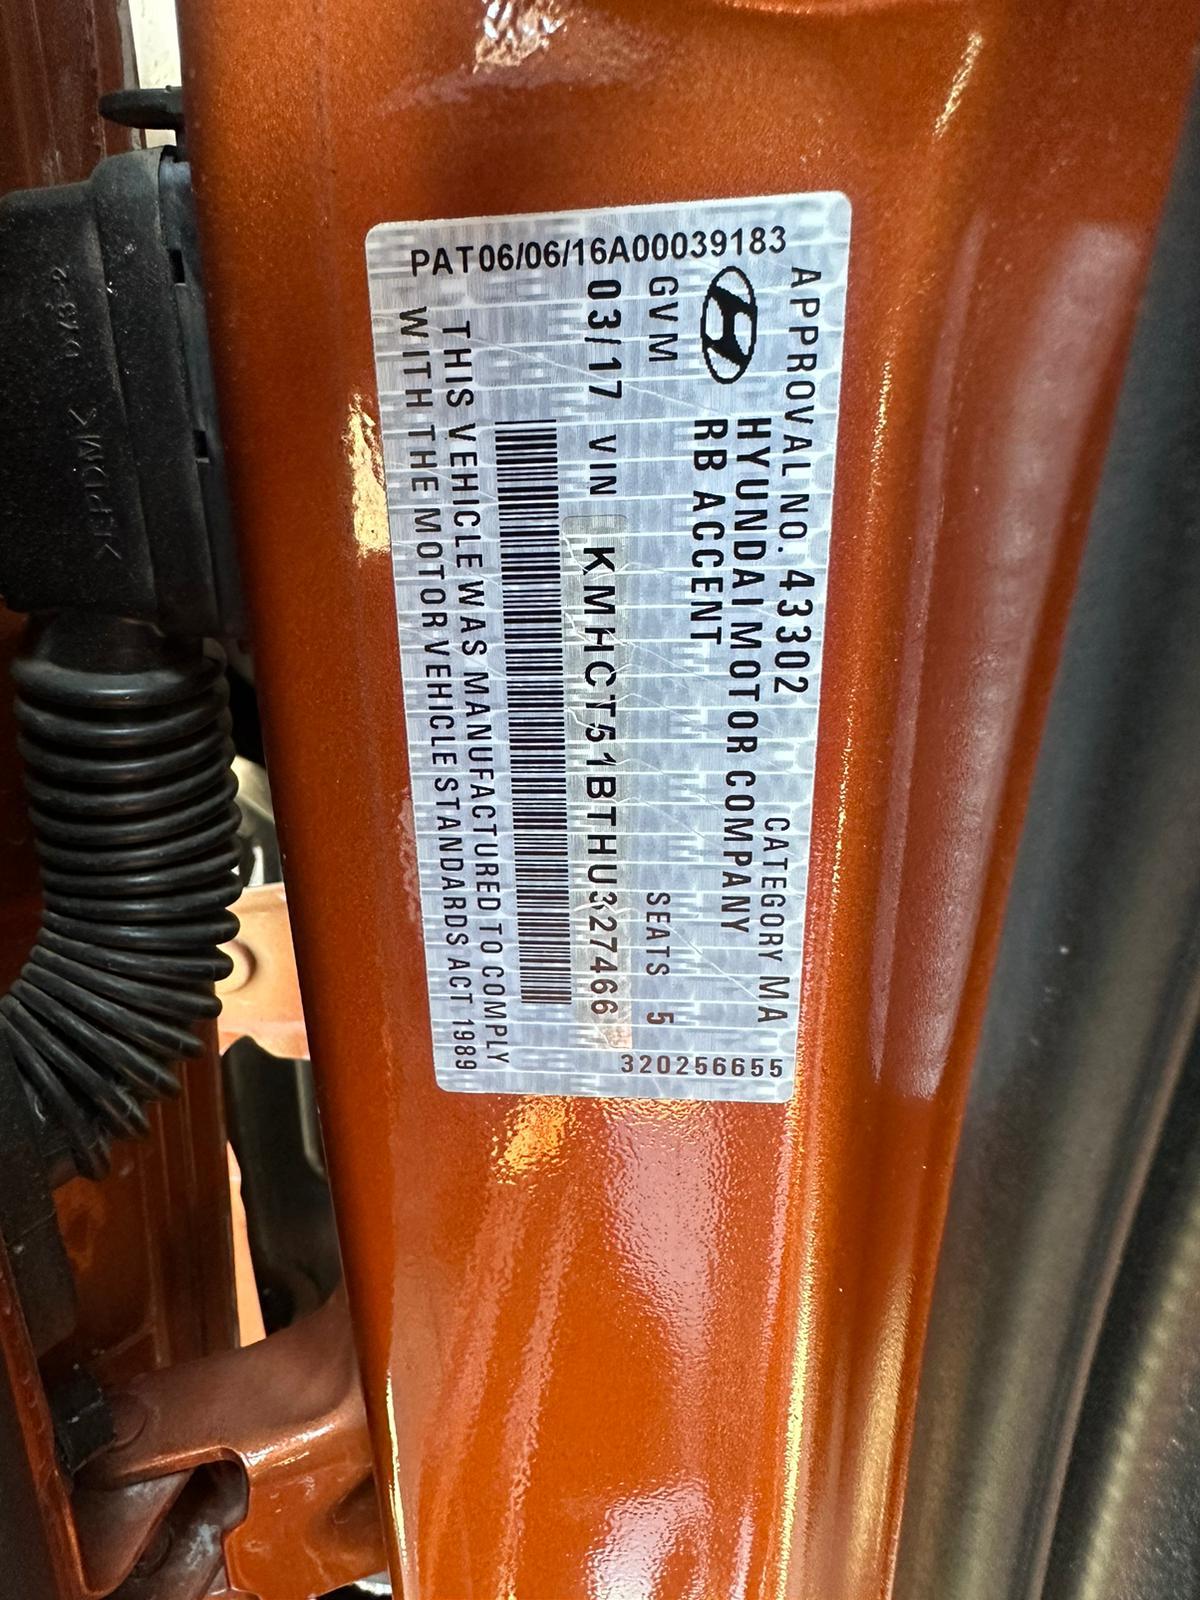 PAT06/06/16A00039183
APPROVAL NO. 43302 CATEGORY MA
HYUNDAI MOTOR COMPANY
RB ACCENT
GVM SEATS 5
03/17 VIN KMHCT51BTHU327466
THIS VEHICLE WAS MANUFACTURED TO COMPLY
WITH THE MOTOR VEHICLE STANDARDS ACT 1989
320256655